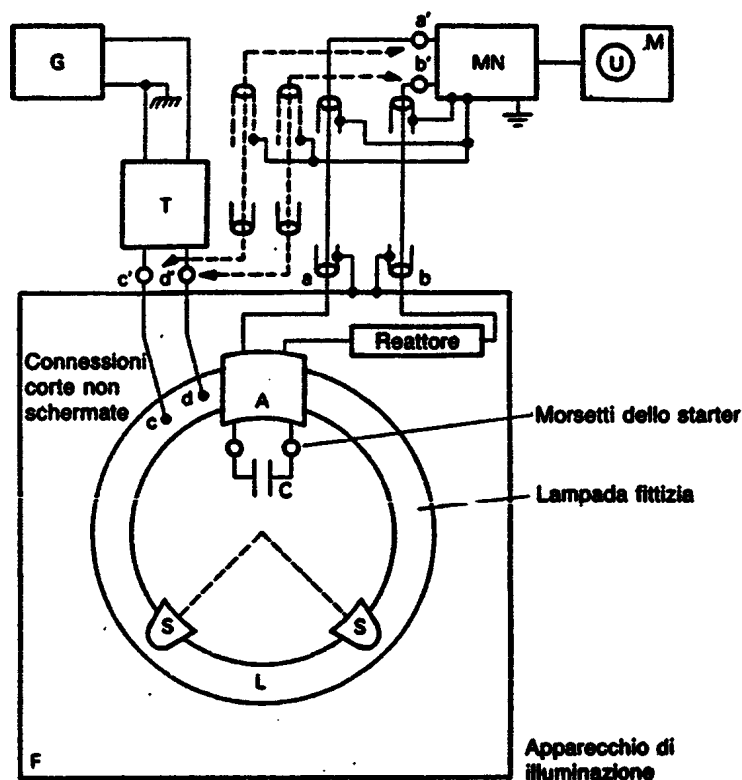 G
a'
b'
MN
U
M
T
c'
d'
a
b
Reattore
Connessioni
corte non
schermate
c
d
A
C
Morsetti dello starter
Lampada fittizia
S
S
L
F
Apparecchio di
illuminazione